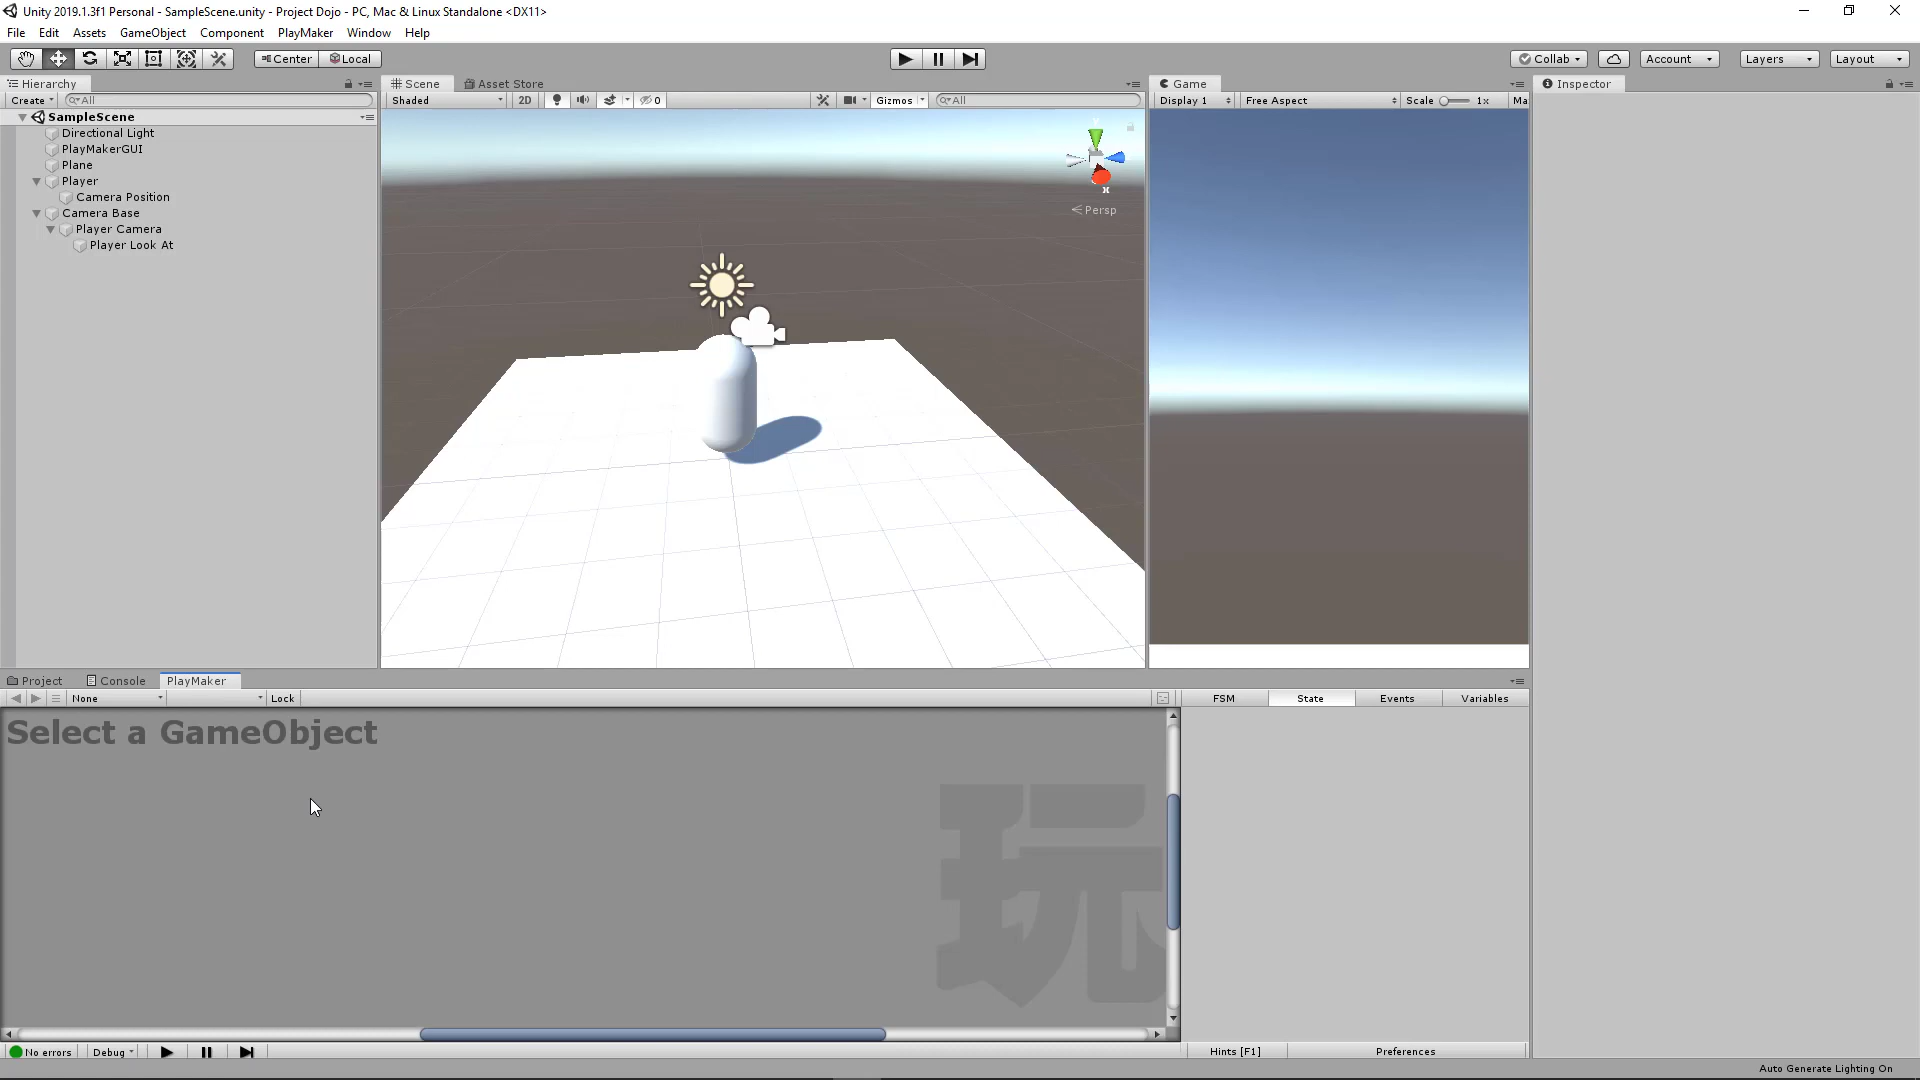 Unity 2019.1.3f1 Personal - SampleScene.unity - Project Dojo - PC, Mac & Linux Standalone <DX11>
File Edit Assets GameObject Component PlayMaker Window Help
Center Local Collab Account Layers Layout
Hierarchy Scene Asset Store Game Inspector
Create All Shaded 2D 0 Gizmos All Display 1 Free Aspect Scale 1x Ma
SampleScene
Directional Light
PlayMakerGUI
Plane
Player
Camera Position
Camera Base
Player Camera
Player Look At
y
x
Persp
Project Console PlayMaker
None Lock FSM State Events Variables
Select a GameObject
玩
No errors Debug Hints [F1] Preferences
Auto Generate Lighting On